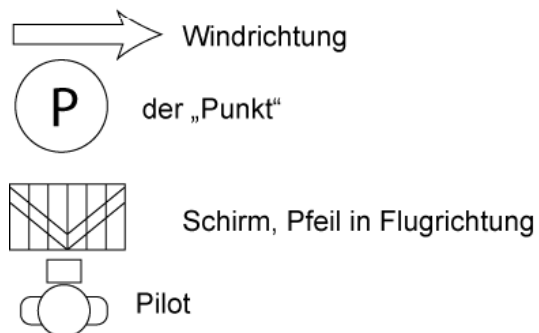 Windrichtung
P
der „Punkt“
Schirm, Pfeil in Flugrichtung
Pilot